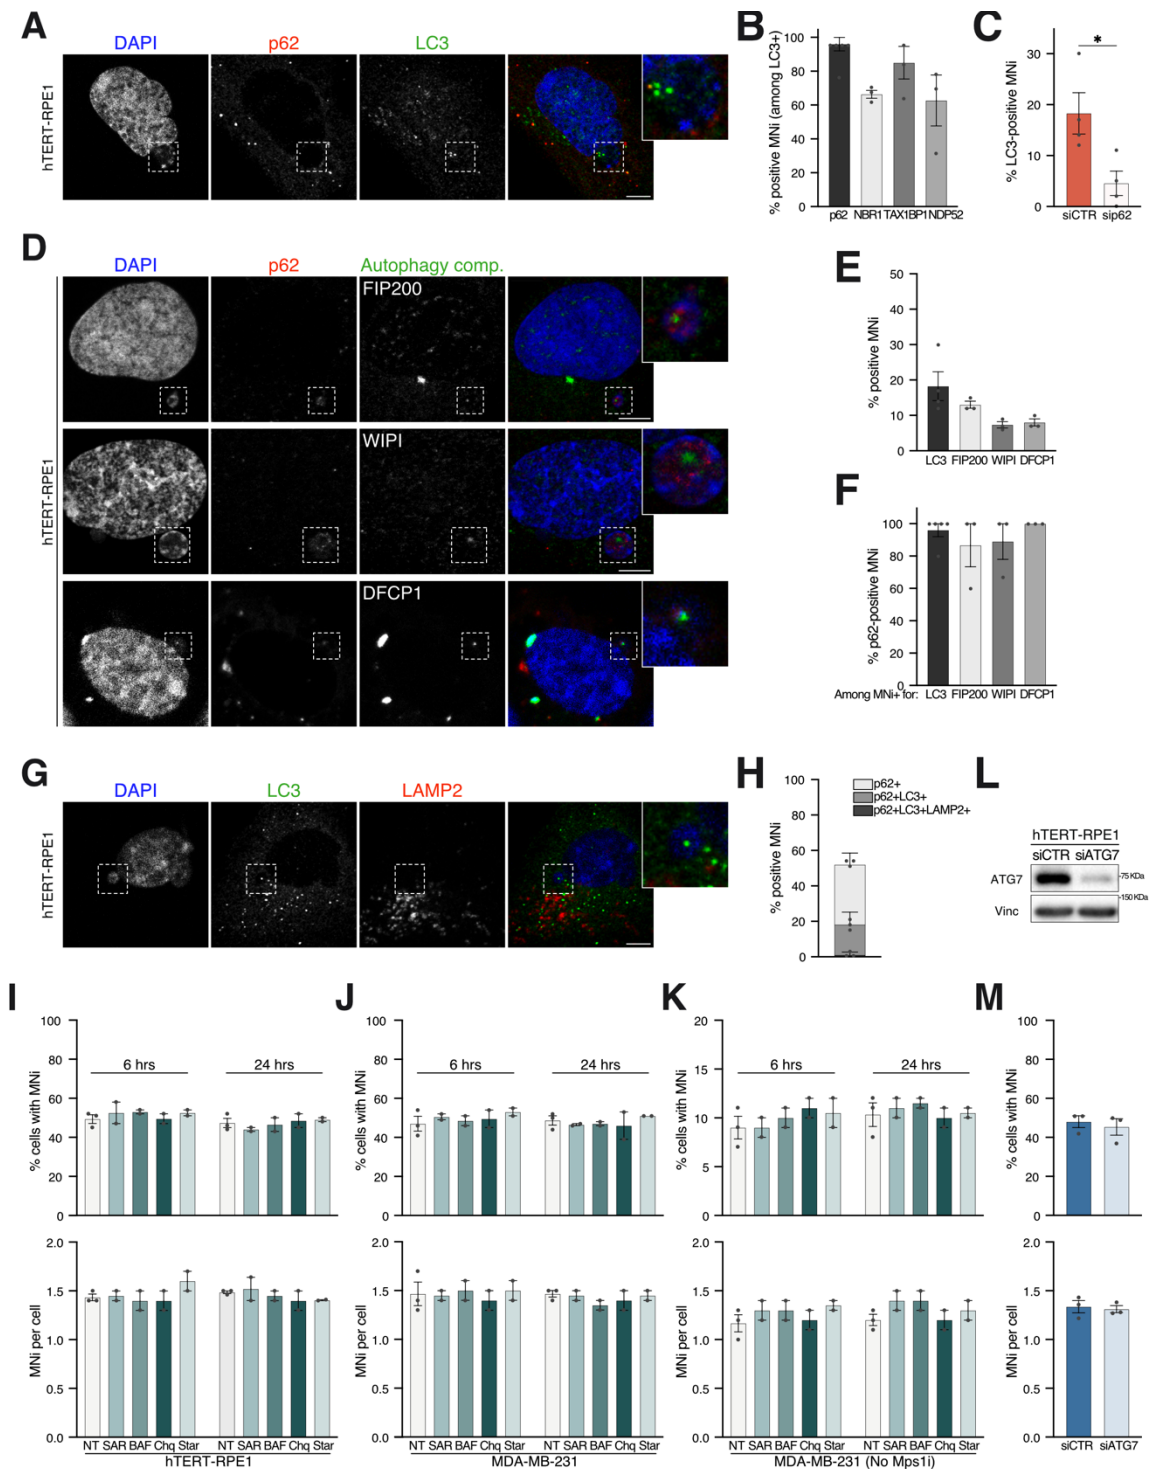 A
DAPI
p62
LC3
hTERT-RPE1
B
% positive MNi (among LC3+)
100
80
60
40
20
0
p62 NBR1 TAX1BP1 NDP52
C
% LC3-positive MNi
30
20
10
0
*
siCTR sip62
D
DAPI
p62
Autophagy comp.
FIP200
WIPI
DFCP1
hTERT-RPE1
E
% positive MNi
50
40
30
20
10
0
LC3 FIP200 WIPI DFCP1
F
% p62-positive MNi
100
80
60
40
20
0
Among MNi+ for: LC3 FIP200 WIPI DFCP1
G
DAPI
LC3
LAMP2
hTERT-RPE1
H
% positive MNi
100
80
60
40
20
0
p62+
p62+LC3+
p62+LC3+LAMP2+
L
hTERT-RPE1
siCTR siATG7
ATG7
-75 KDa
-150 KDa
Vinc
I
% cells with MNi
100
80
60
40
20
0
6 hrs
24 hrs
MNi per cell
2.0
1.5
1.0
0.5
0.0
NT SAR BAF Chq Star
NT SAR BAF Chq Star
hTERT-RPE1
J
% cells with MNi
100
80
60
40
20
0
6 hrs
24 hrs
MNi per cell
2.0
1.5
1.0
0.5
0.0
NT SAR BAF Chq Star
NT SAR BAF Chq Star
MDA-MB-231
K
% cells with MNi
20
15
10
5
0
6 hrs
24 hrs
MNi per cell
2.0
1.5
1.0
0.5
0.0
NT SAR BAF Chq Star
NT SAR BAF Chq Star
MDA-MB-231 (No Mps1i)
M
% cells with MNi
100
80
60
40
20
0
MNi per cell
2.0
1.5
1.0
0.5
0.0
siCTR siATG7